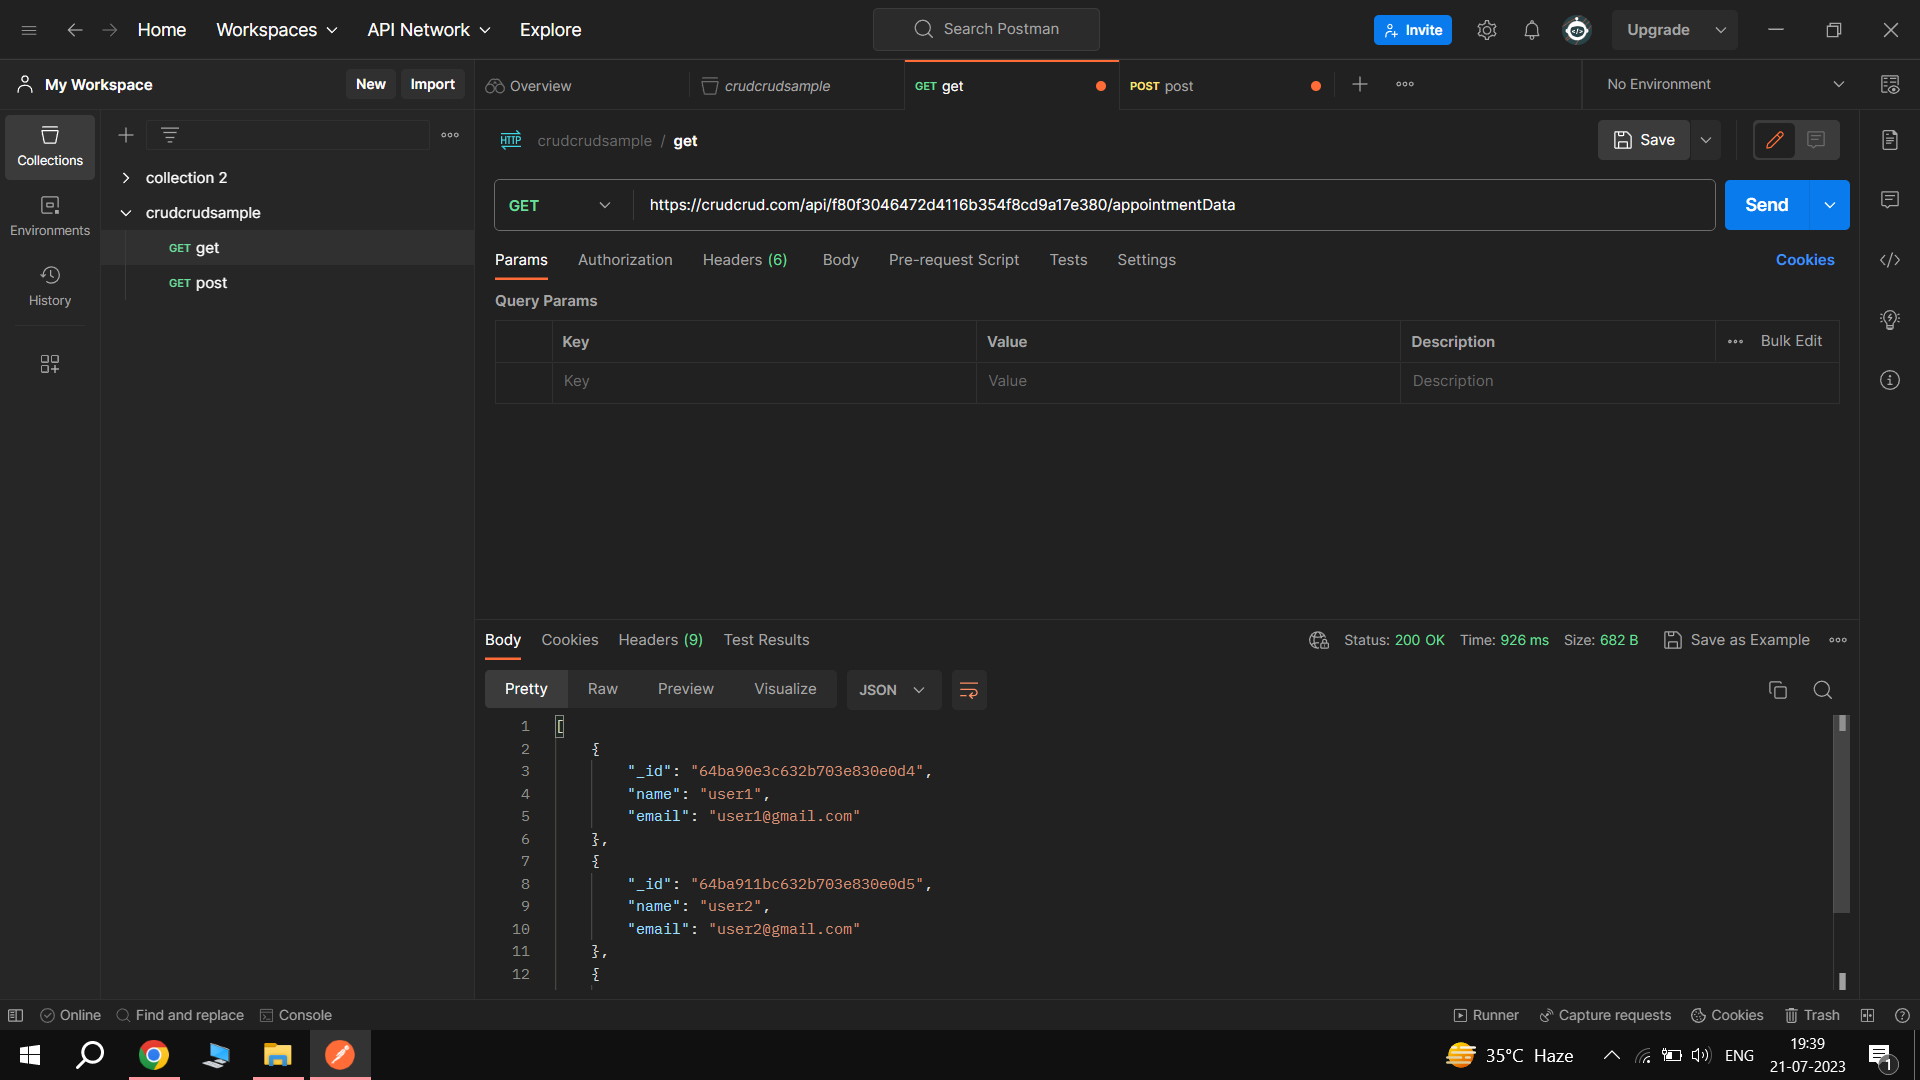 Home Workspaces API Network Explore Search Postman Invite Upgrade
My Workspace New Import Overview crudcrudsample GET get POST post No Environment
Collections
Environments
History
collection 2
crudcrudsample
GET get
GET post
HTTP crudcrudsample / get Save
GET https://crudcrud.com/api/f80f3046472d4116b354f8cd9a17e380/appointmentData Send
Params Authorization Headers (6) Body Pre-request Script Tests Settings Cookies
Query Params
Key Value Description Bulk Edit
Key Value Description
Body Cookies Headers (9) Test Results Status: 200 OK Time: 926 ms Size: 682 B Save as Example
Pretty Raw Preview Visualize JSON
1 [
2 {
3 "_id": "64ba90e3c632b703e830e0d4",
4 "name": "user1",
5 "email": "user1@gmail.com"
6 },
7 {
8 "_id": "64ba911bc632b703e830e0d5",
9 "name": "user2",
10 "email": "user2@gmail.com"
11 },
12 {
Online Find and replace Console Runner Capture requests Cookies Trash
35°C Haze ENG 19:39
21-07-2023 1